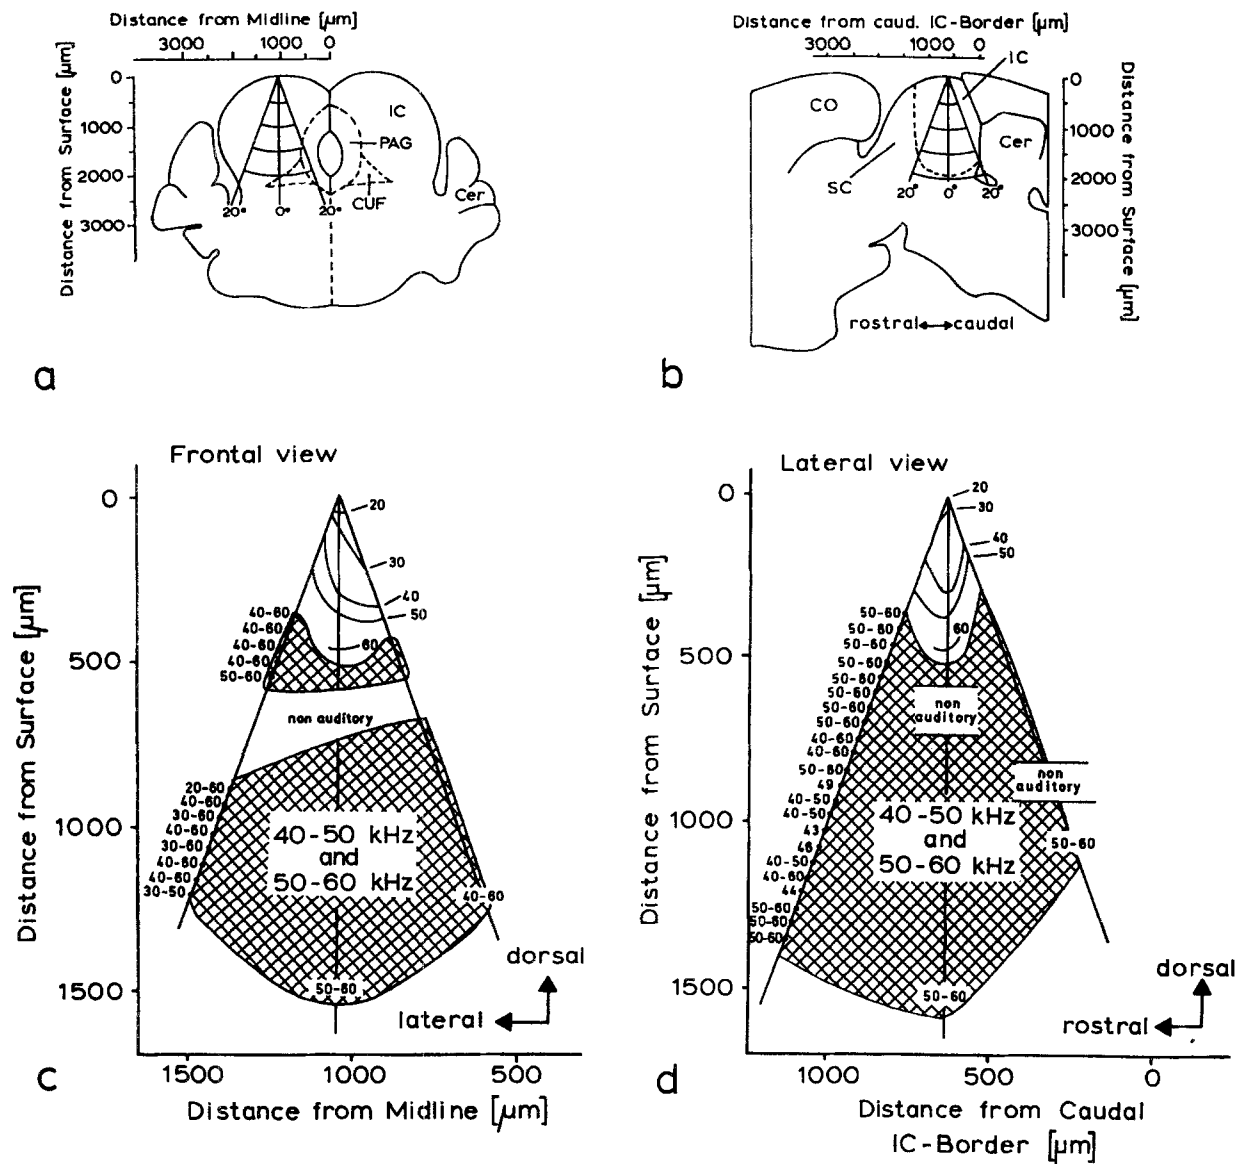 Distance from Midline [µm]
3000 1000 0
Distance from Surface [µm]
0
1000
2000
3000
IC
PAG
CUF
Cer
20° 0° 20°
a
Distance from caud. IC-Border [µm]
3000 1000 0
IC
CO
SC
Cer
20° 0° 20°
0
1000
2000
3000
Distance from Surface [µm]
rostral caudal
b
Frontal view
Distance from Surface [µm]
0
500
1000
1500
20
30
40
50
60
40-60
40-60
40-60
40-60
50-60
non auditory
20-60
40-60
30-60
40-60
30-60
40-60
40-60
30-50
40-50 kHz
and
50-60 kHz
40-60
50-60
dorsal
lateral
1500 1000 500
c
Distance from Midline [µm]
Lateral view
Distance from Surface [µm]
0
500
1000
1500
20
30
40
50
60
50-60
50-60
50-60
50-60
50-60
50-60
50-60
40-60
40-60
50-60
49
40-50
40-50
43
46
40-50
40-60
44
50-60
50-60
50-60
non
auditory
non
auditory
40-50 kHz
and
50-60 kHz
50-60
50-60
dorsal
rostral
1000 500 0
d
Distance from Caudal
IC-Border [µm]